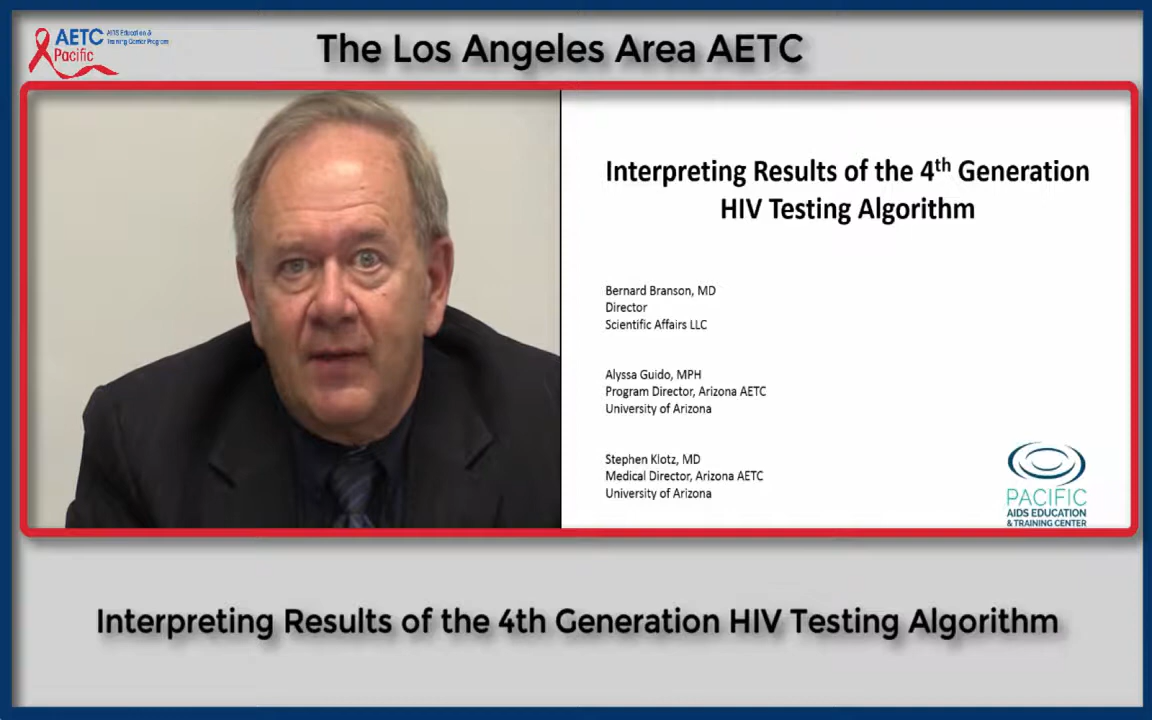 AETC AIDS Education &
Training Center Program
Pacific
The Los Angeles Area AETC
Interpreting Results of the 4th Generation
HIV Testing Algorithm
Bernard Branson, MD
Director
Scientific Affairs LLC
Alyssa Guido, MPH
Program Director, Arizona AETC
University of Arizona
Stephen Klotz, MD
Medical Director, Arizona AETC
University of Arizona
PACIFIC
AIDS EDUCATION
& TRAINING CENTER
Interpreting Results of the 4th Generation HIV Testing Algorithm